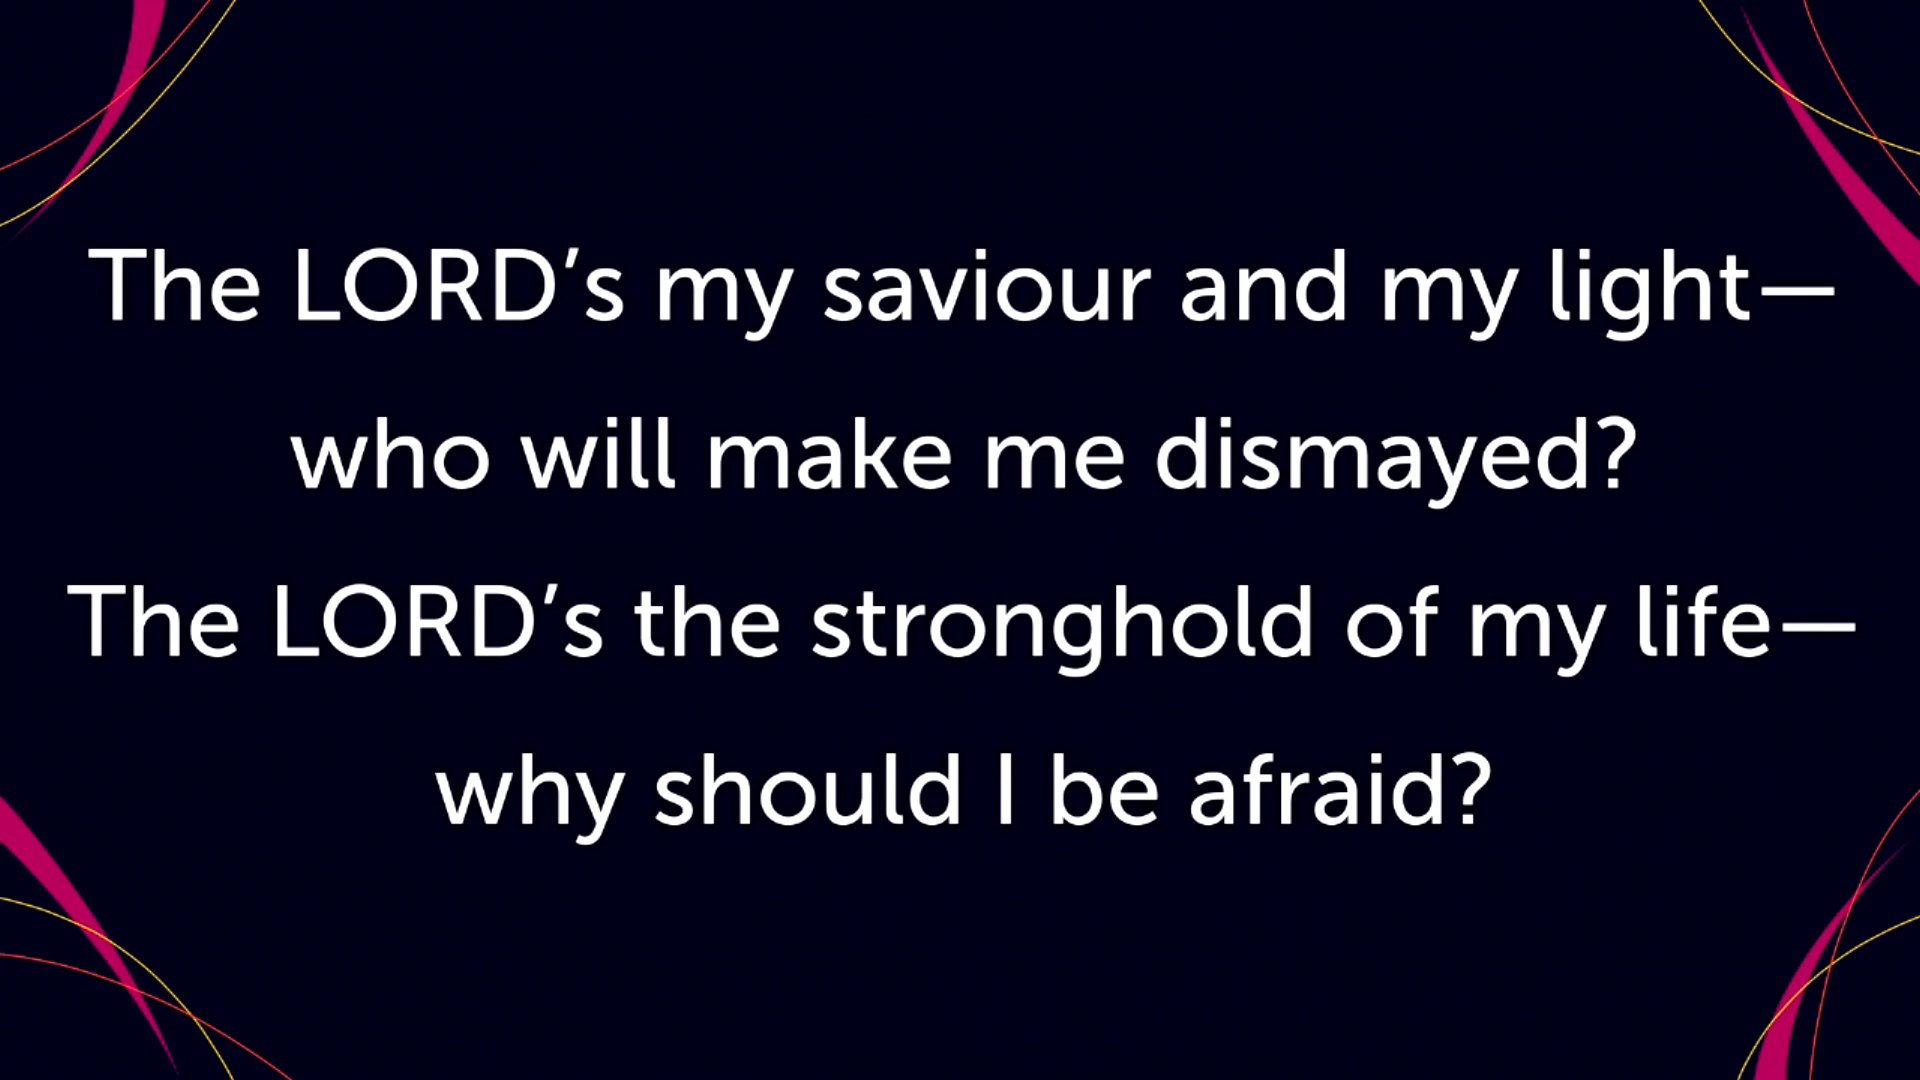 The LORD’s my saviour and my light—
who will make me dismayed?
The LORD’s the stronghold of my life—
why should I be afraid?